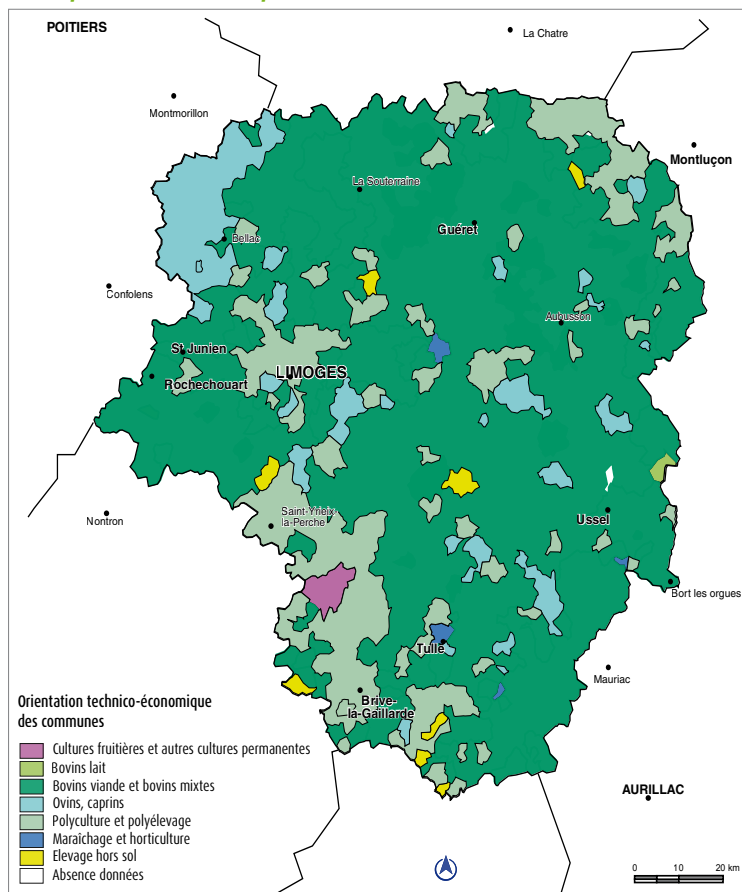 POITIERS
La Chatre
Montmorillon
Montluçon
La Souterraine
Guéret
Bellac
Confolens
Aubusson
St Junien
LIMOGES
Rochechouart
Nontron
Saint-Yrieix
la-Perche
Ussel
Bort les orgues
Tulle
Mauriac
Brive-
la-Gaillarde
AURILLAC
Orientation technico-économique
des communes
Cultures fruitières et autres cultures permanentes
Bovins lait
Bovins viande et bovins mixtes
Ovins, caprins
Polyculture et polyélevage
Maraîchage et horticulture
Elevage hors sol
Absence données
0 10 20 km